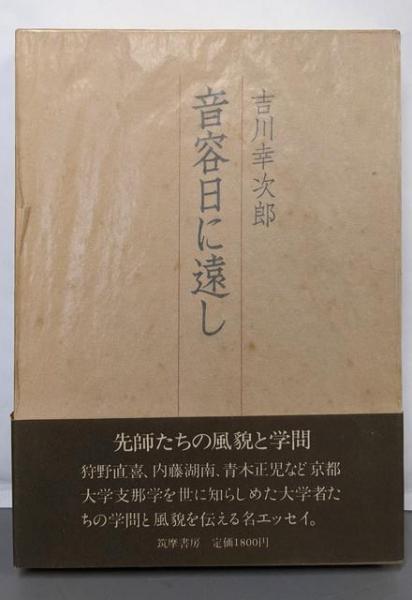 吉川幸次郎
音容日に遠し
先師たちの風貌と学問
狩野直喜、内藤湖南、青木正児など京都
大学支那学を世に知らしめた大学者た
ちの学問と風貌を伝える名エッセイ。
筑摩書房 定価1800円